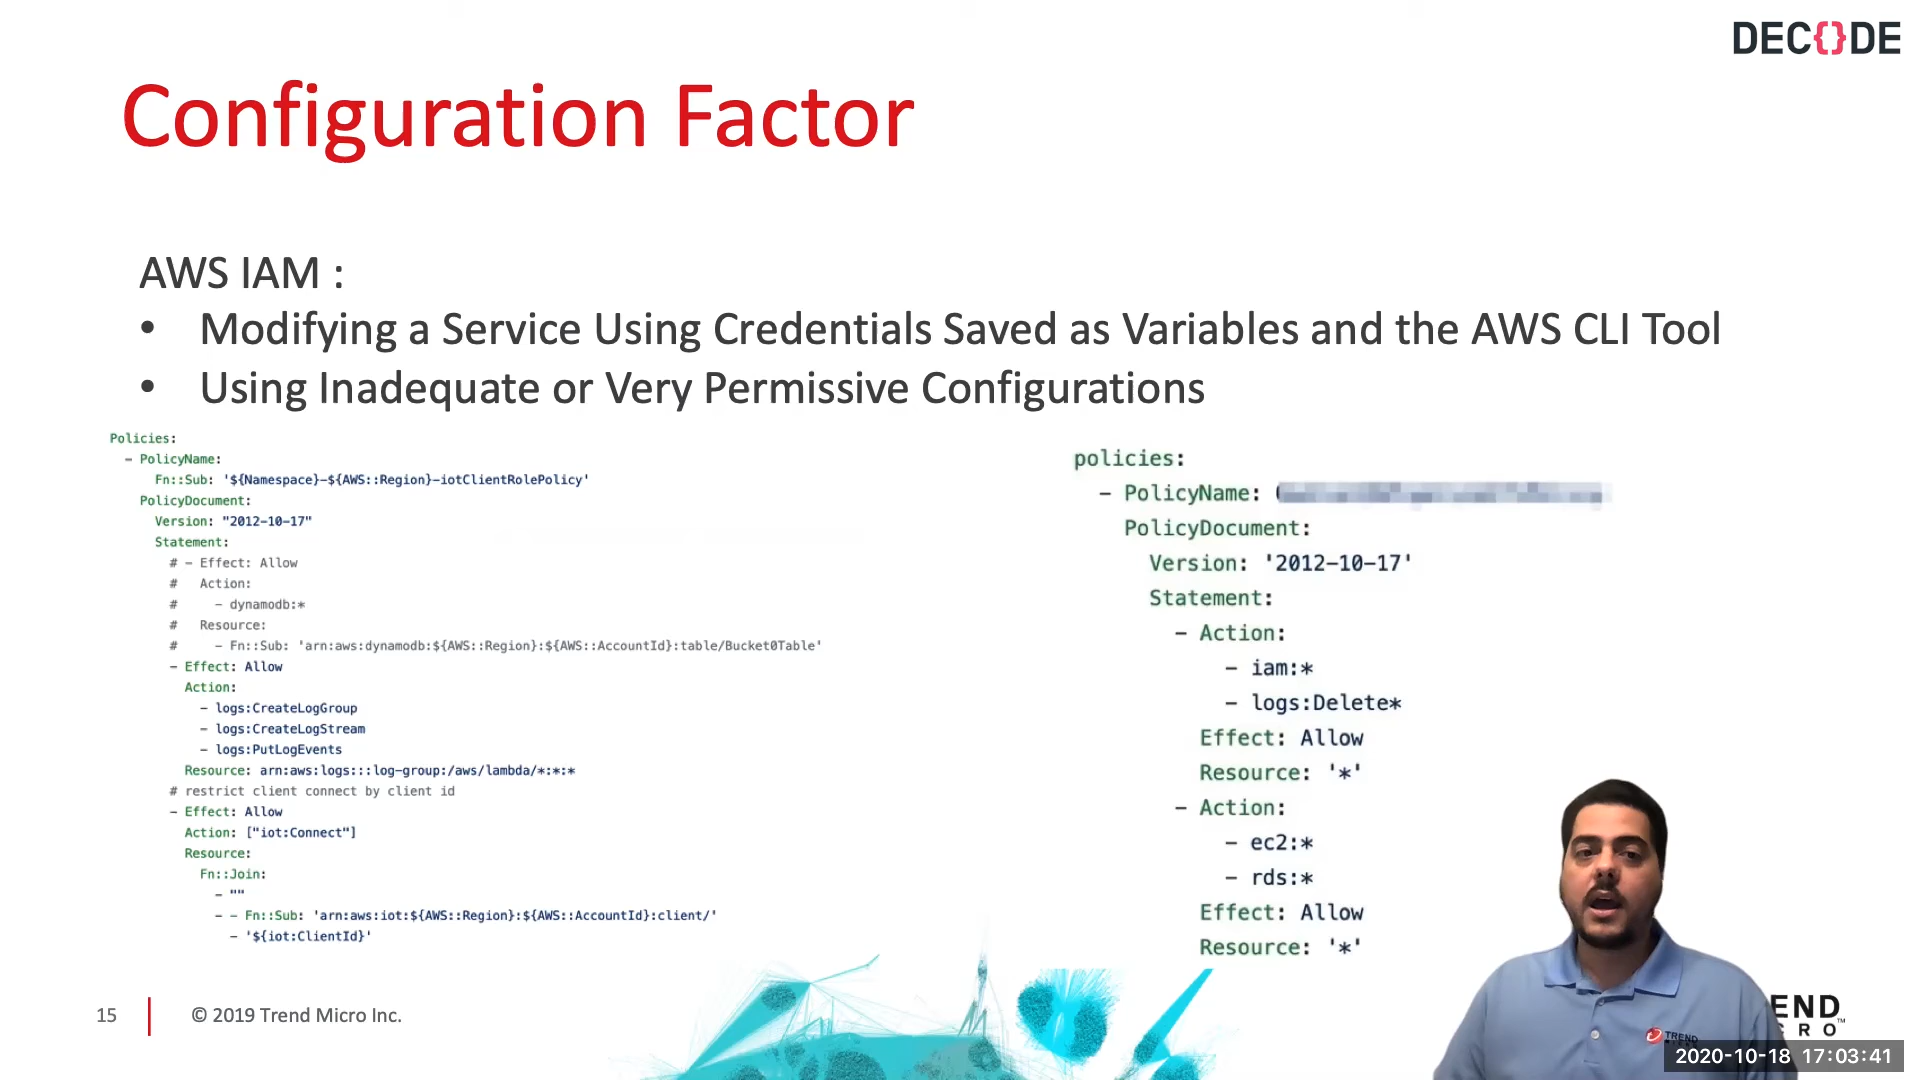 DEC{}DE
Configuration Factor
AWS IAM :
• Modifying a Service Using Credentials Saved as Variables and the AWS CLI Tool
• Using Inadequate or Very Permissive Configurations
Policies:
- PolicyName:
Fn::Sub: '${Namespace}-${AWS::Region}-iotClientRolePolicy'
PolicyDocument:
Version: "2012-10-17"
Statement:
# - Effect: Allow
# Action:
# - dynamodb:*
# Resource:
# - Fn::Sub: 'arn:aws:dynamodb:${AWS::Region}:${AWS::AccountId}:table/Bucket0Table'
- Effect: Allow
Action:
- logs:CreateLogGroup
- logs:CreateLogStream
- logs:PutLogEvents
Resource: arn:aws:logs:::log-group:/aws/lambda/*:*:*
# restrict client connect by client id
- Effect: Allow
Action: ["iot:Connect"]
Resource:
Fn::Join:
- ""
- - Fn::Sub: 'arn:aws:iot:${AWS::Region}:${AWS::AccountId}:client/'
- '${iot:ClientId}'
policies:
- PolicyName:
PolicyDocument:
Version: '2012-10-17'
Statement:
- Action:
- iam:*
- logs:Delete*
Effect: Allow
Resource: '*'
- Action:
- ec2:*
- rds:*
Effect: Allow
Resource: '*'
15
© 2019 Trend Micro Inc.
END
CRO™
TREND
2020-10-18 17:03:41